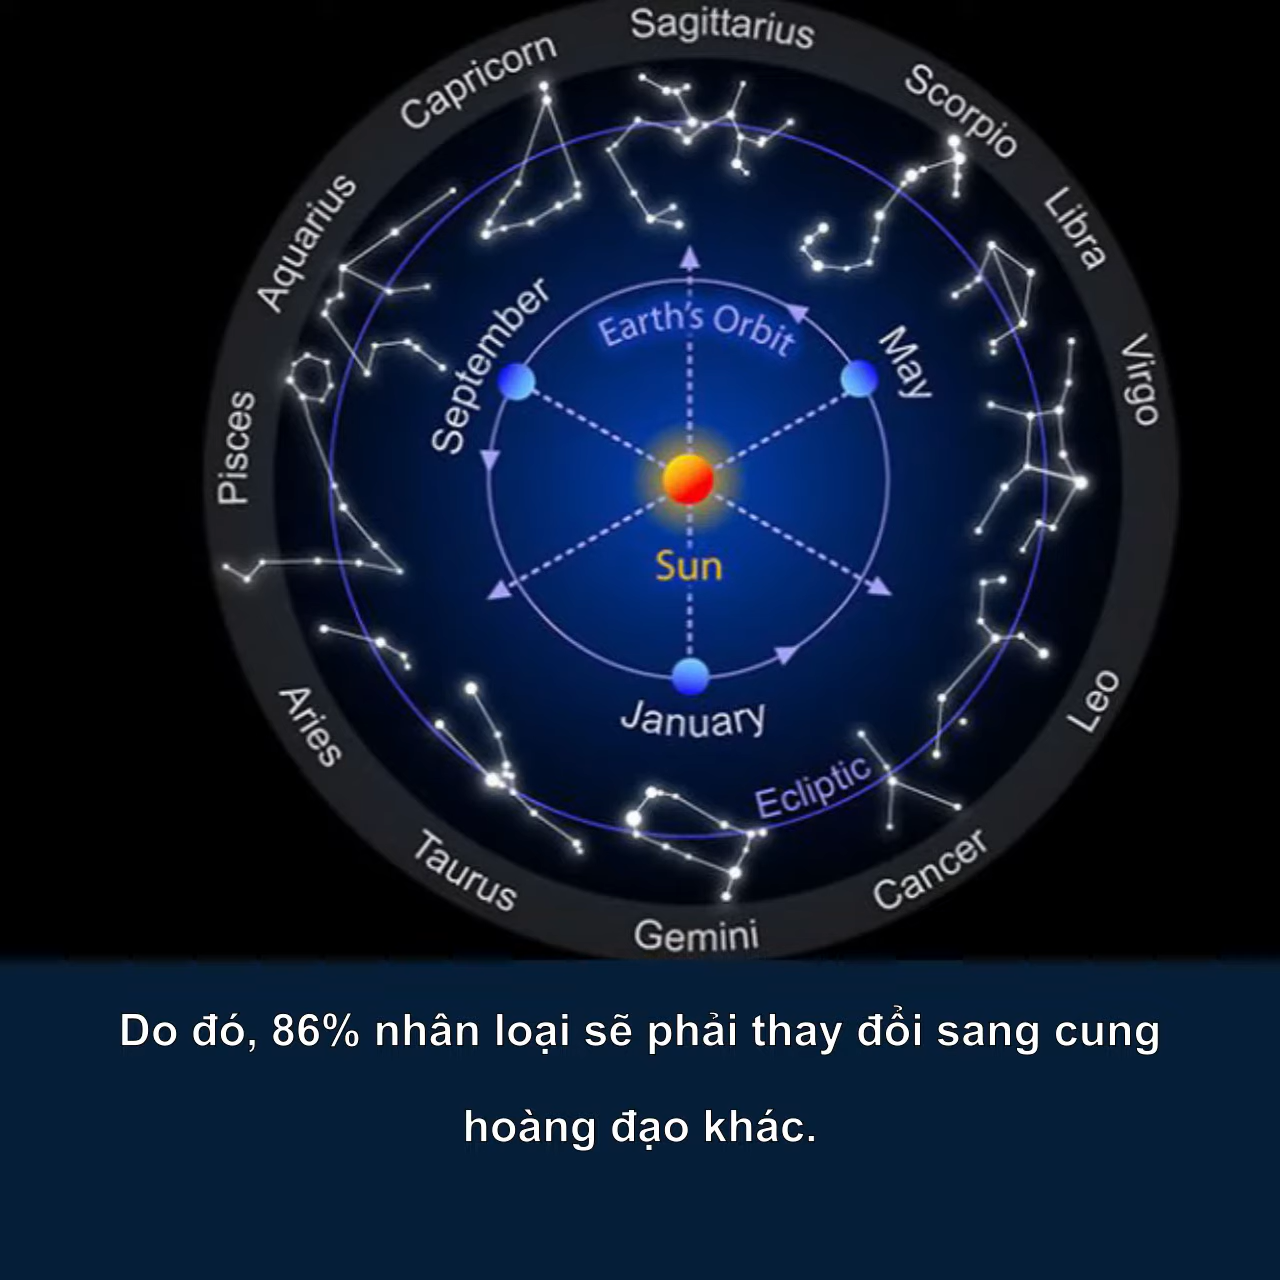 Sagittarius
Capricorn
Scorpio
Aquarius
Libra
September
Earth's Orbit
May
Virgo
Pisces
Sun
January
Leo
Aries
Ecliptic
Taurus
Cancer
Gemini
Do đó, 86% nhân loại sẽ phải thay đổi sang cung
hoàng đạo khác.